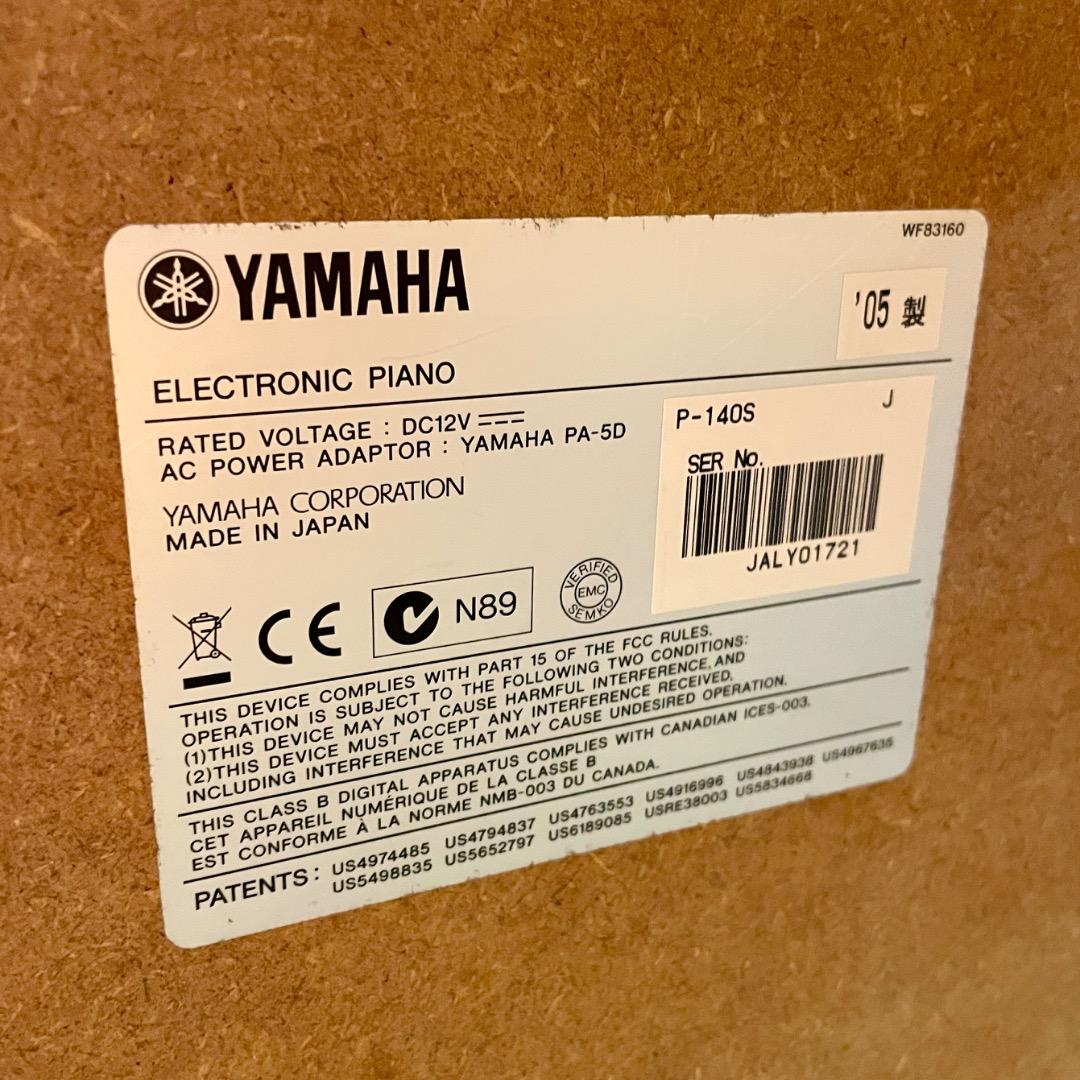 WF83160
YAMAHA
'05 製
ELECTRONIC PIANO
RATED VOLTAGE : DC12V
AC POWER ADAPTOR : YAMAHA PA-5D
YAMAHA CORPORATION
MADE IN JAPAN
P-140S J
SER No.
JALY01721
CE
N89
VERIFIED
EMC
SEMKO
THIS DEVICE COMPLIES WITH PART 15 OF THE FCC RULES.
OPERATION IS SUBJECT TO THE FOLLOWING TWO CONDITIONS:
(1)THIS DEVICE MAY NOT CAUSE HARMFUL INTERFERENCE, AND
(2)THIS DEVICE MUST ACCEPT ANY INTERFERENCE RECEIVED,
INCLUDING INTERFERENCE THAT MAY CAUSE UNDESIRED OPERATION.
THIS CLASS B DIGITAL APPARATUS COMPLIES WITH CANADIAN ICES-003.
CET APPAREIL NUMÉRIQUE DE LA CLASSE B
EST CONFORME À LA NORME NMB-003 DU CANADA.
PATENTS : US4974485 US4794837 US4763553 US4916996 US4843938 US4967635
US5498835 US5652797 US6189085 USRE38003 US5834668